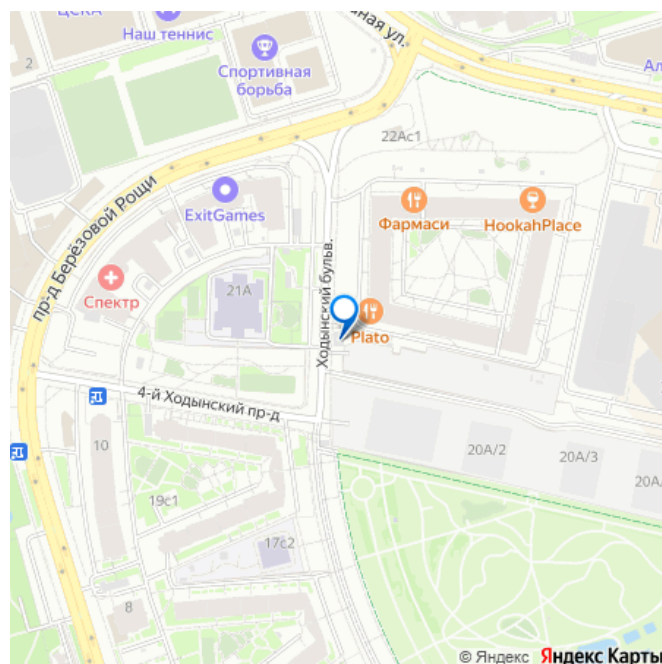 ЦСКА
Наш теннис
2
Спортивная
борьба
ная ул.
Ал
22Ас1
пр-д Берёзовой Рощи
ExitGames
Фармаси
HookahPlace
Спектр
21А
Ходынский бульв.
Plato
4-й Ходынский пр-д
10
20А/2
20А/3
20А/
19с1
17с2
8
© Яндекс Яндекс Карты